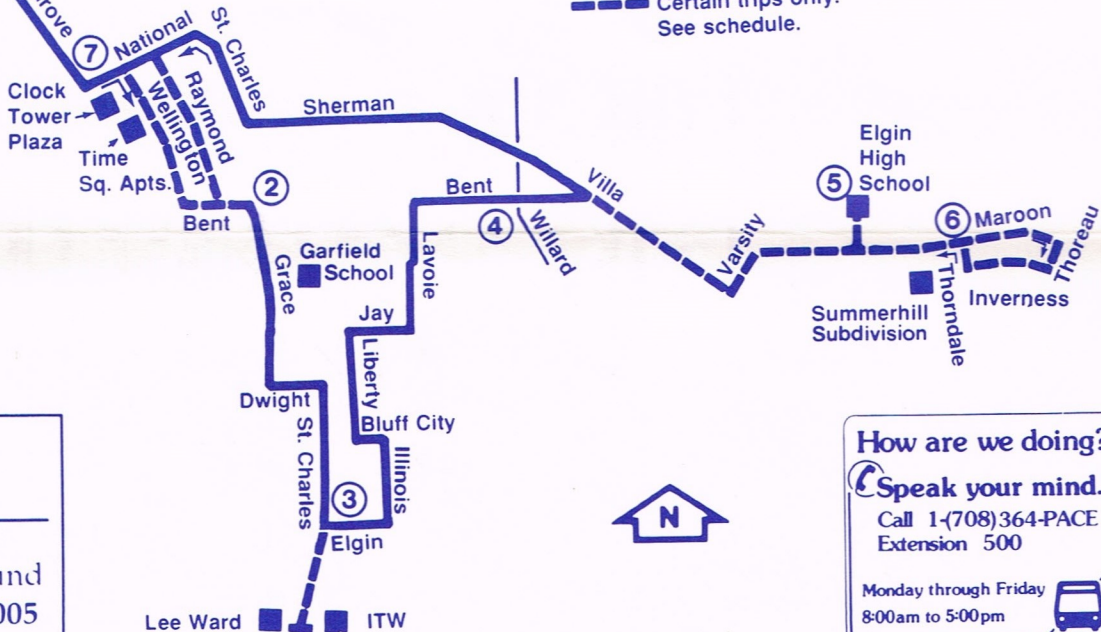 Certain trips only.
See schedule.
7
National
St. Charles
Clock
Tower
Plaza
Raymond
Wellington
Sherman
Time
Sq. Apts.
Elgin
High
School
5
2
Bent
Bent
Villa
4
Willard
Varsity
6
Maroon
Thoreau
Garfield
School
Grace
Lavoie
Thorndale
Inverness
Summerhill
Subdivision
Jay
Liberty
Dwight
St. Charles
Bluff City
Illinois
3
Elgin
N
How are we doing?
Speak your mind.
Call 1-(708)364-PACE
Extension 500
Monday through Friday
8:00am to 5:00pm
Lee Ward
ITW
005